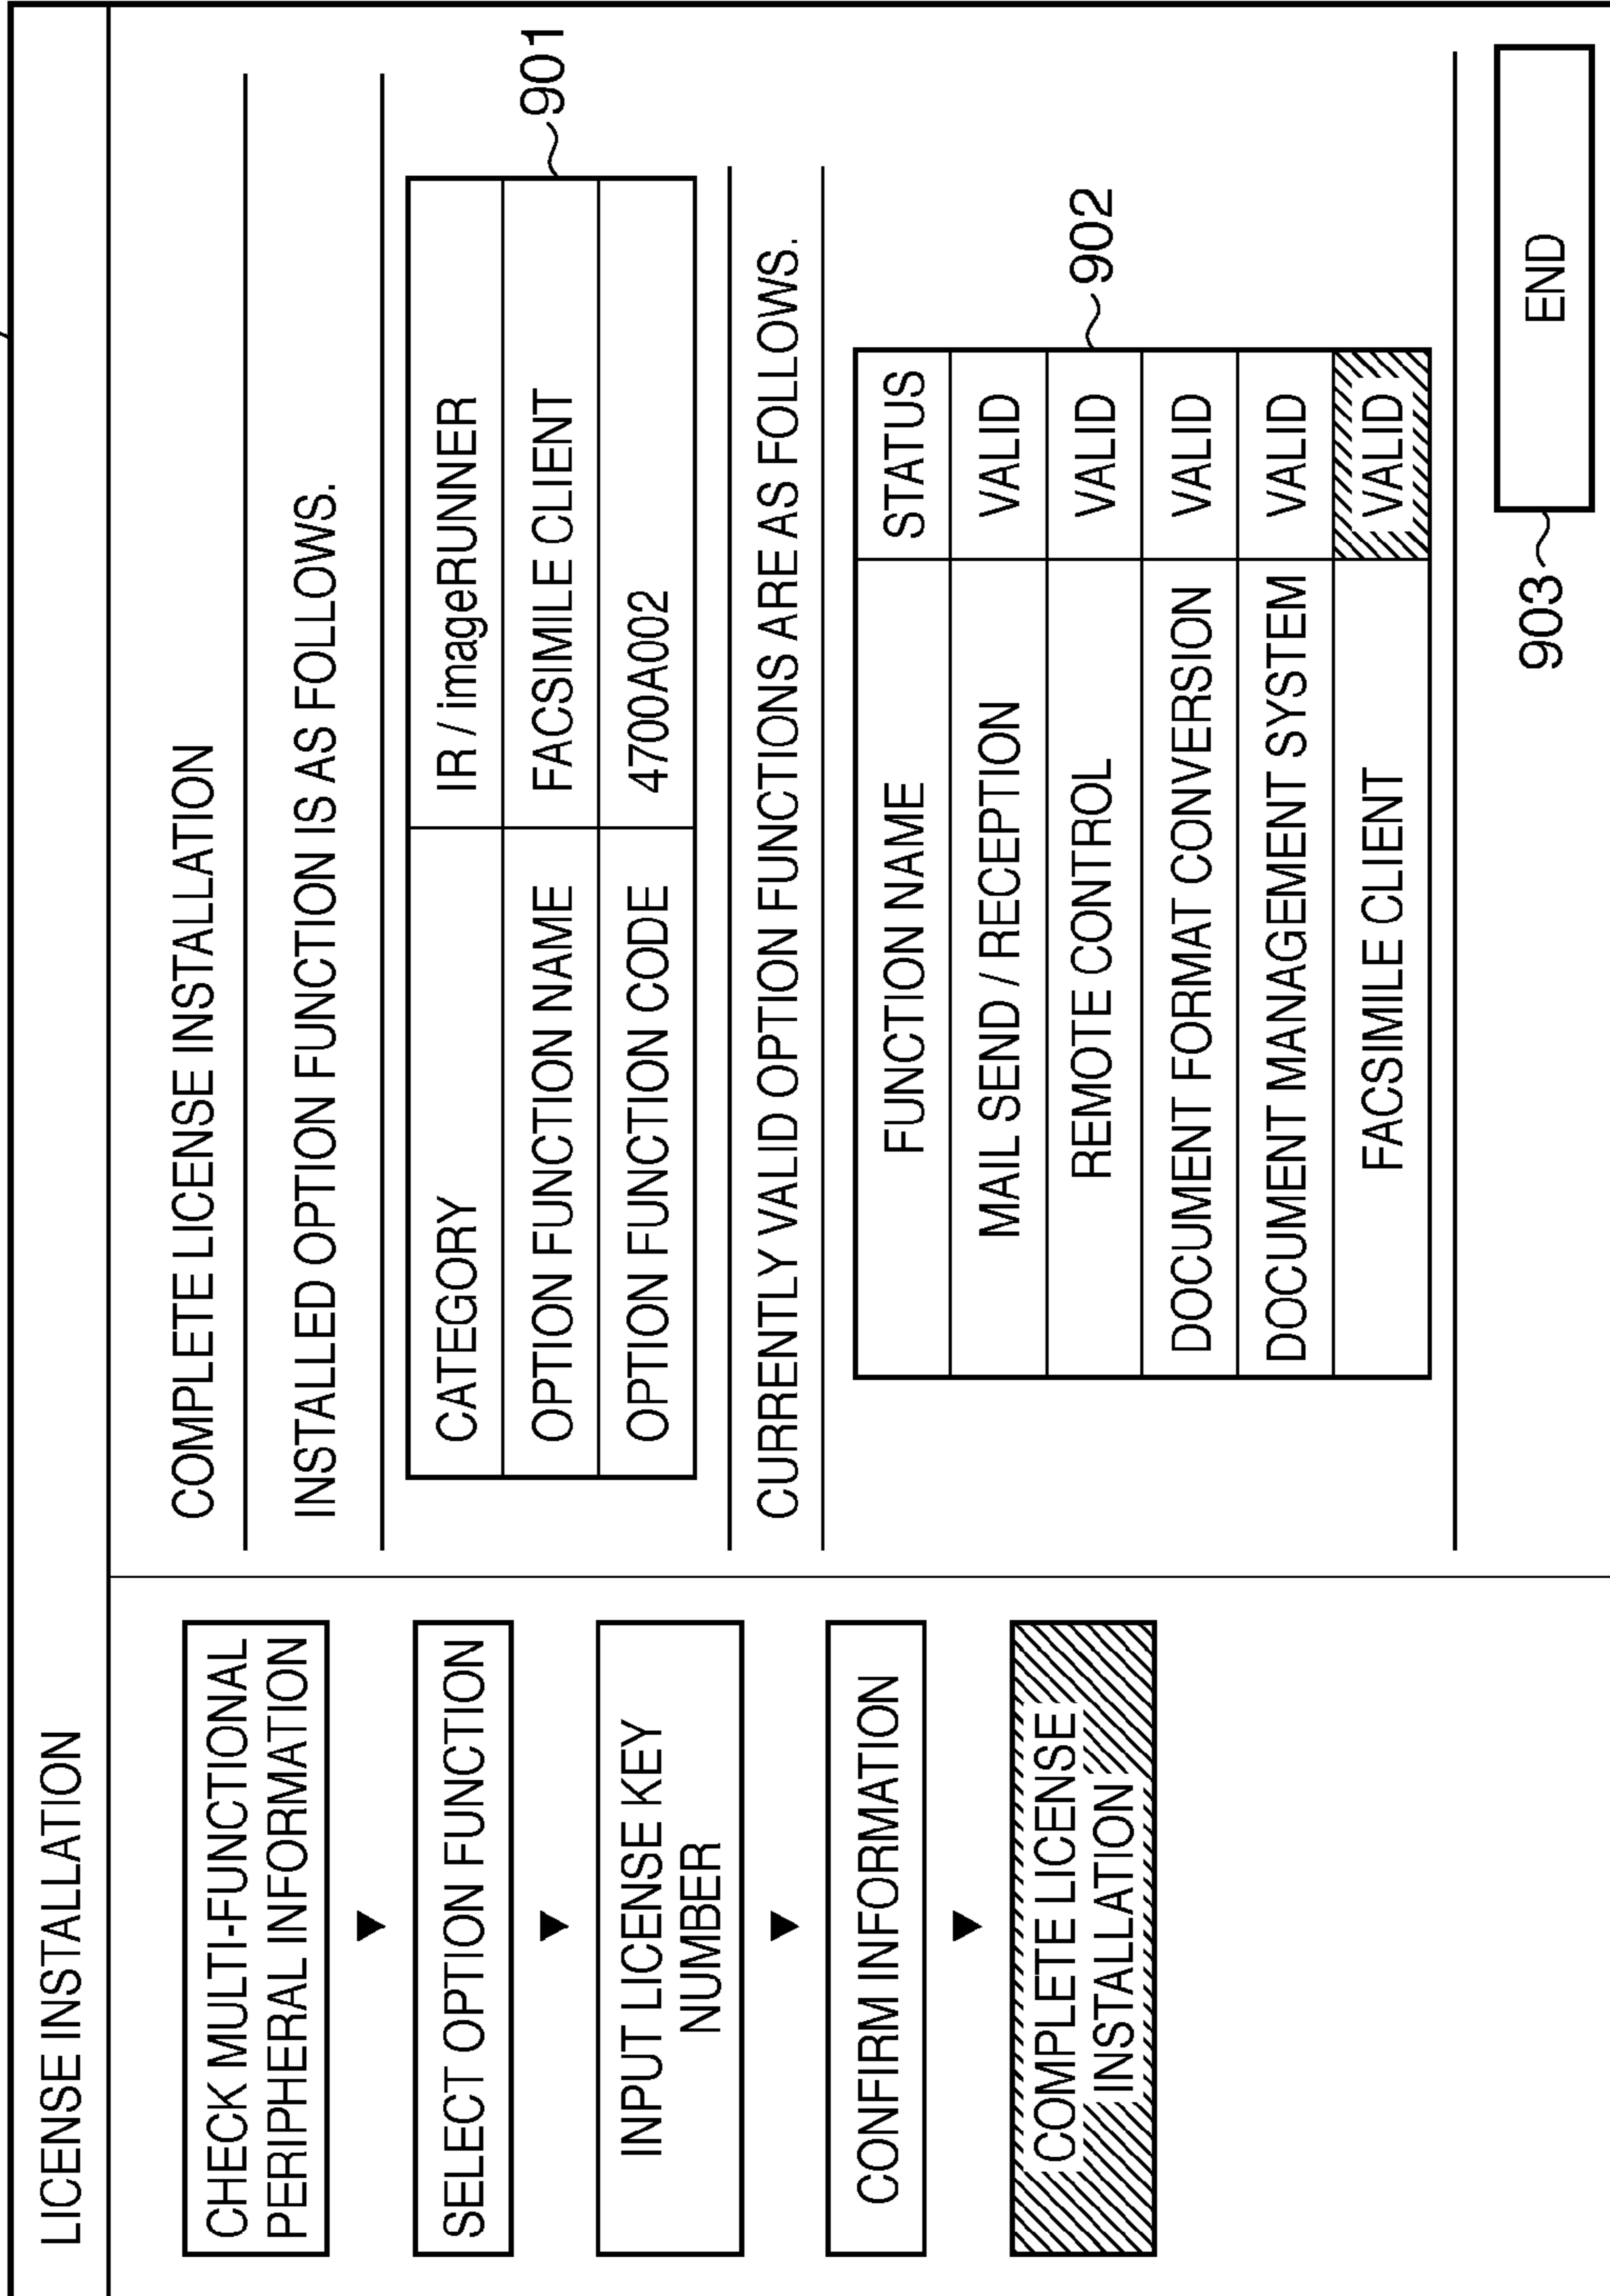 LICENSE INSTALLATION
CHECK MULTI-FUNCTIONAL
PERIPHERAL INFORMATION
SELECT OPTION FUNCTION
INPUT LICENSE KEY
NUMBER
CONFIRM INFORMATION
COMPLETE LICENSE
INSTALLATION
COMPLETE LICENSE INSTALLATION
INSTALLED OPTION FUNCTION IS AS FOLLOWS.
CATEGORY IR / imageRUNNER
OPTION FUNCTION NAME FACSIMILE CLIENT
OPTION FUNCTION CODE 4700A002
901
CURRENTLY VALID OPTION FUNCTIONS ARE AS FOLLOWS.
FUNCTION NAME STATUS
MAIL SEND / RECEPTION VALID
REMOTE CONTROL VALID
DOCUMENT FORMAT CONVERSION VALID
DOCUMENT MANAGEMENT SYSTEM VALID
FACSIMILE CLIENT VALID
902
903 END